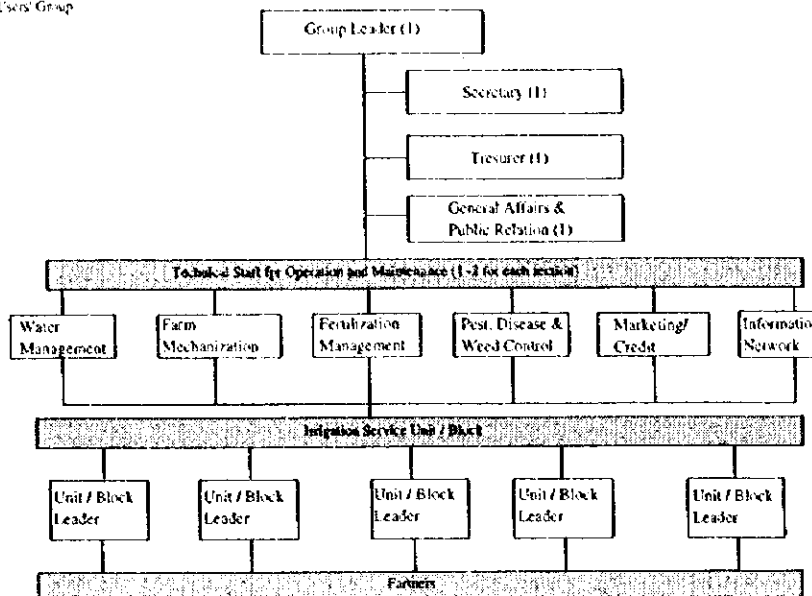 Users' Group
Group Leader (1)
Secretary (1)
Tresurer (1)
General Affairs &
Public Relation (1)
Technical Staff for Operation and Maintenance (1-2 for each section)
Water
Management
Farm
Mechanization
Fertilization
Management
Pest, Disease &
Weed Control
Marketing/
Credit
Information
Network
Irrigation Service Unit / Block
Unit / Block
Leader
Unit / Block
Leader
Unit / Block
Leader
Unit / Block
Leader
Unit / Block
Leader
Farmers